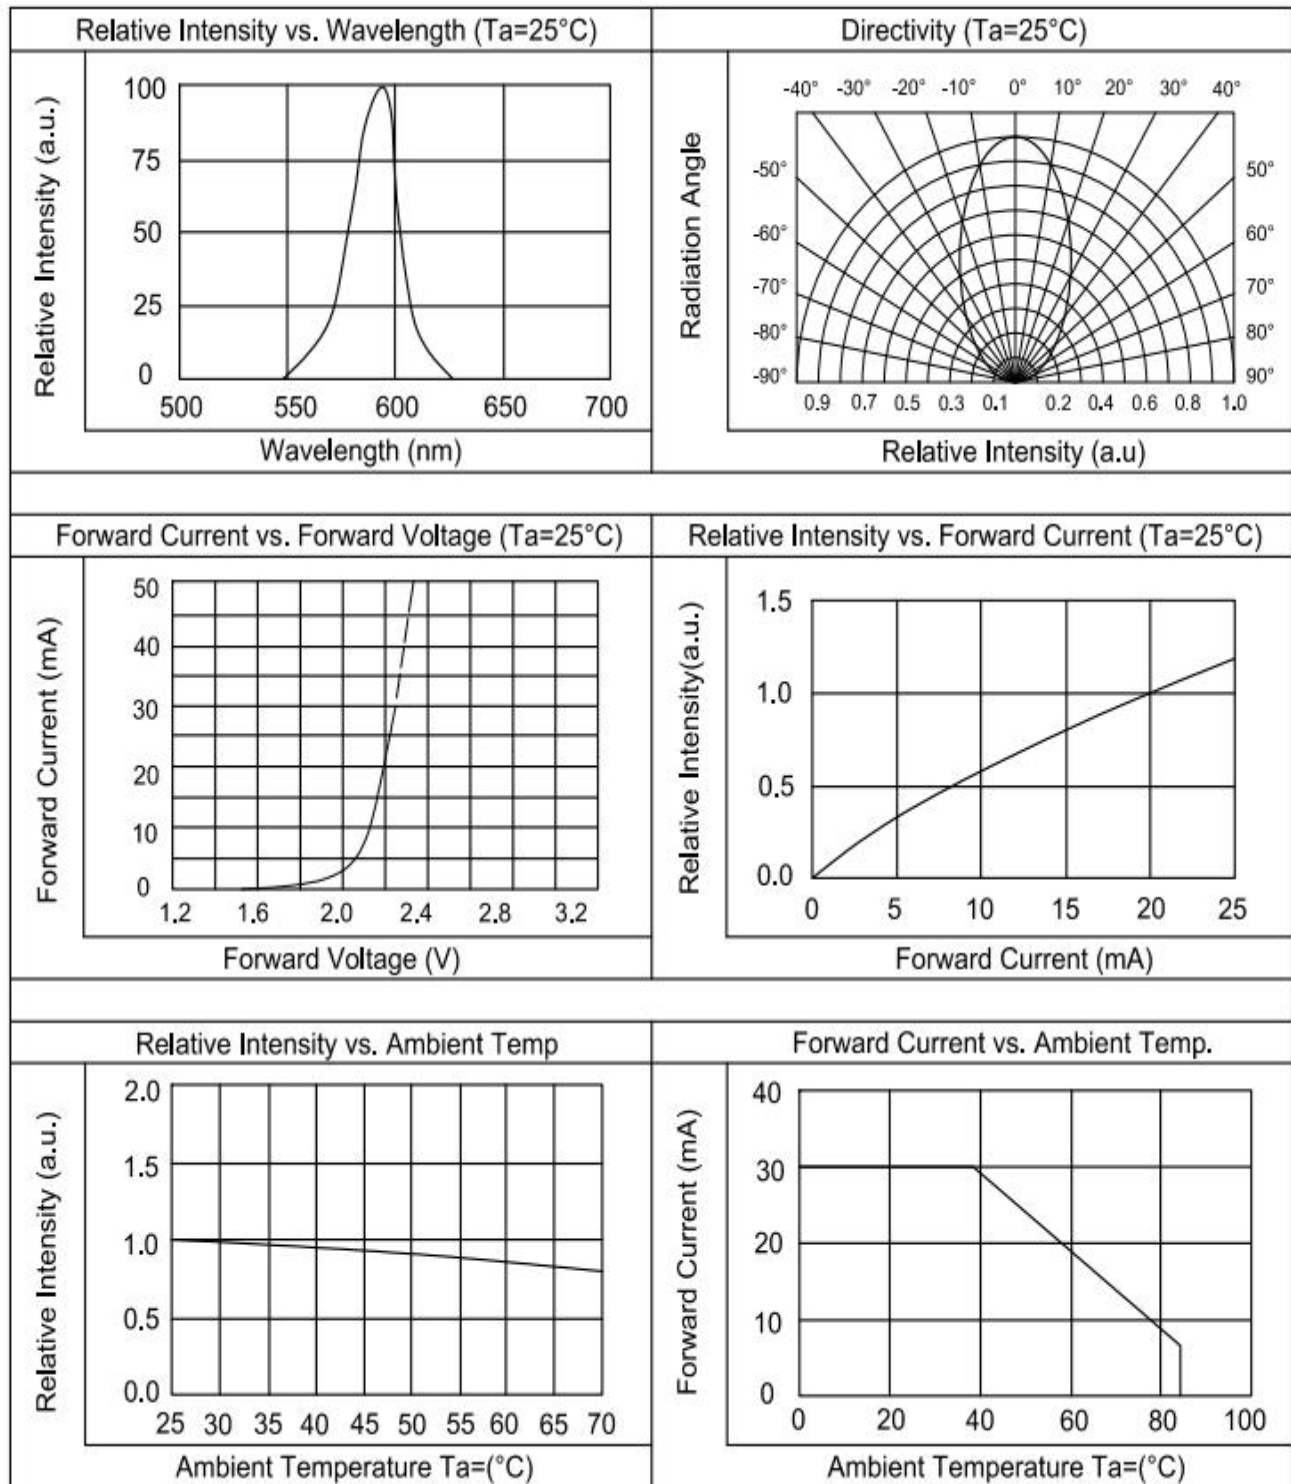 Relative Intensity vs. Wavelength (Ta=25°C)
Relative Intensity (a.u.)
100
75
50
25
0
500 550 600 650 700
Wavelength (nm)
Directivity (Ta=25°C)
Radiation Angle
-40° -30° -20° -10° 0° 10° 20° 30° 40°
-50° 50°
-60° 60°
-70° 70°
-80° 80°
-90° 90°
0.9 0.7 0.5 0.3 0.1 0.2 0.4 0.6 0.8 1.0
Relative Intensity (a.u)
Forward Current vs. Forward Voltage (Ta=25°C)
Forward Current (mA)
50
40
30
20
10
0
1.2 1.6 2.0 2.4 2.8 3.2
Forward Voltage (V)
Relative Intensity vs. Forward Current (Ta=25°C)
Relative Intensity(a.u.)
1.5
1.0
0.5
0.0
0 5 10 15 20 25
Forward Current (mA)
Relative Intensity vs. Ambient Temp
Relative Intensity (a.u.)
2.0
1.5
1.0
0.5
0.0
25 30 35 40 45 50 55 60 65 70
Ambient Temperature Ta=(°C)
Forward Current vs. Ambient Temp.
Forward Current (mA)
40
30
20
10
0
0 20 40 60 80 100
Ambient Temperature Ta=(°C)